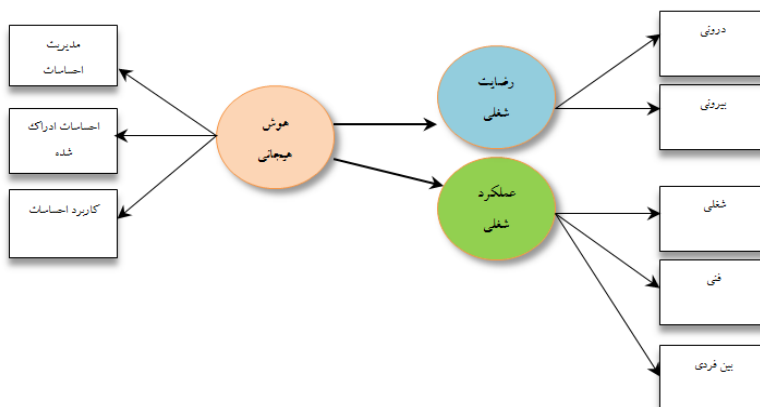 درونی
بیرونی
رضایت
شغلی
هوش
هیجانی
عملکرد
شغلی
مدیریت
احساسات
احساسات ادراک
شده
کاربرد احساسات
شغلی
فنی
بین فردی